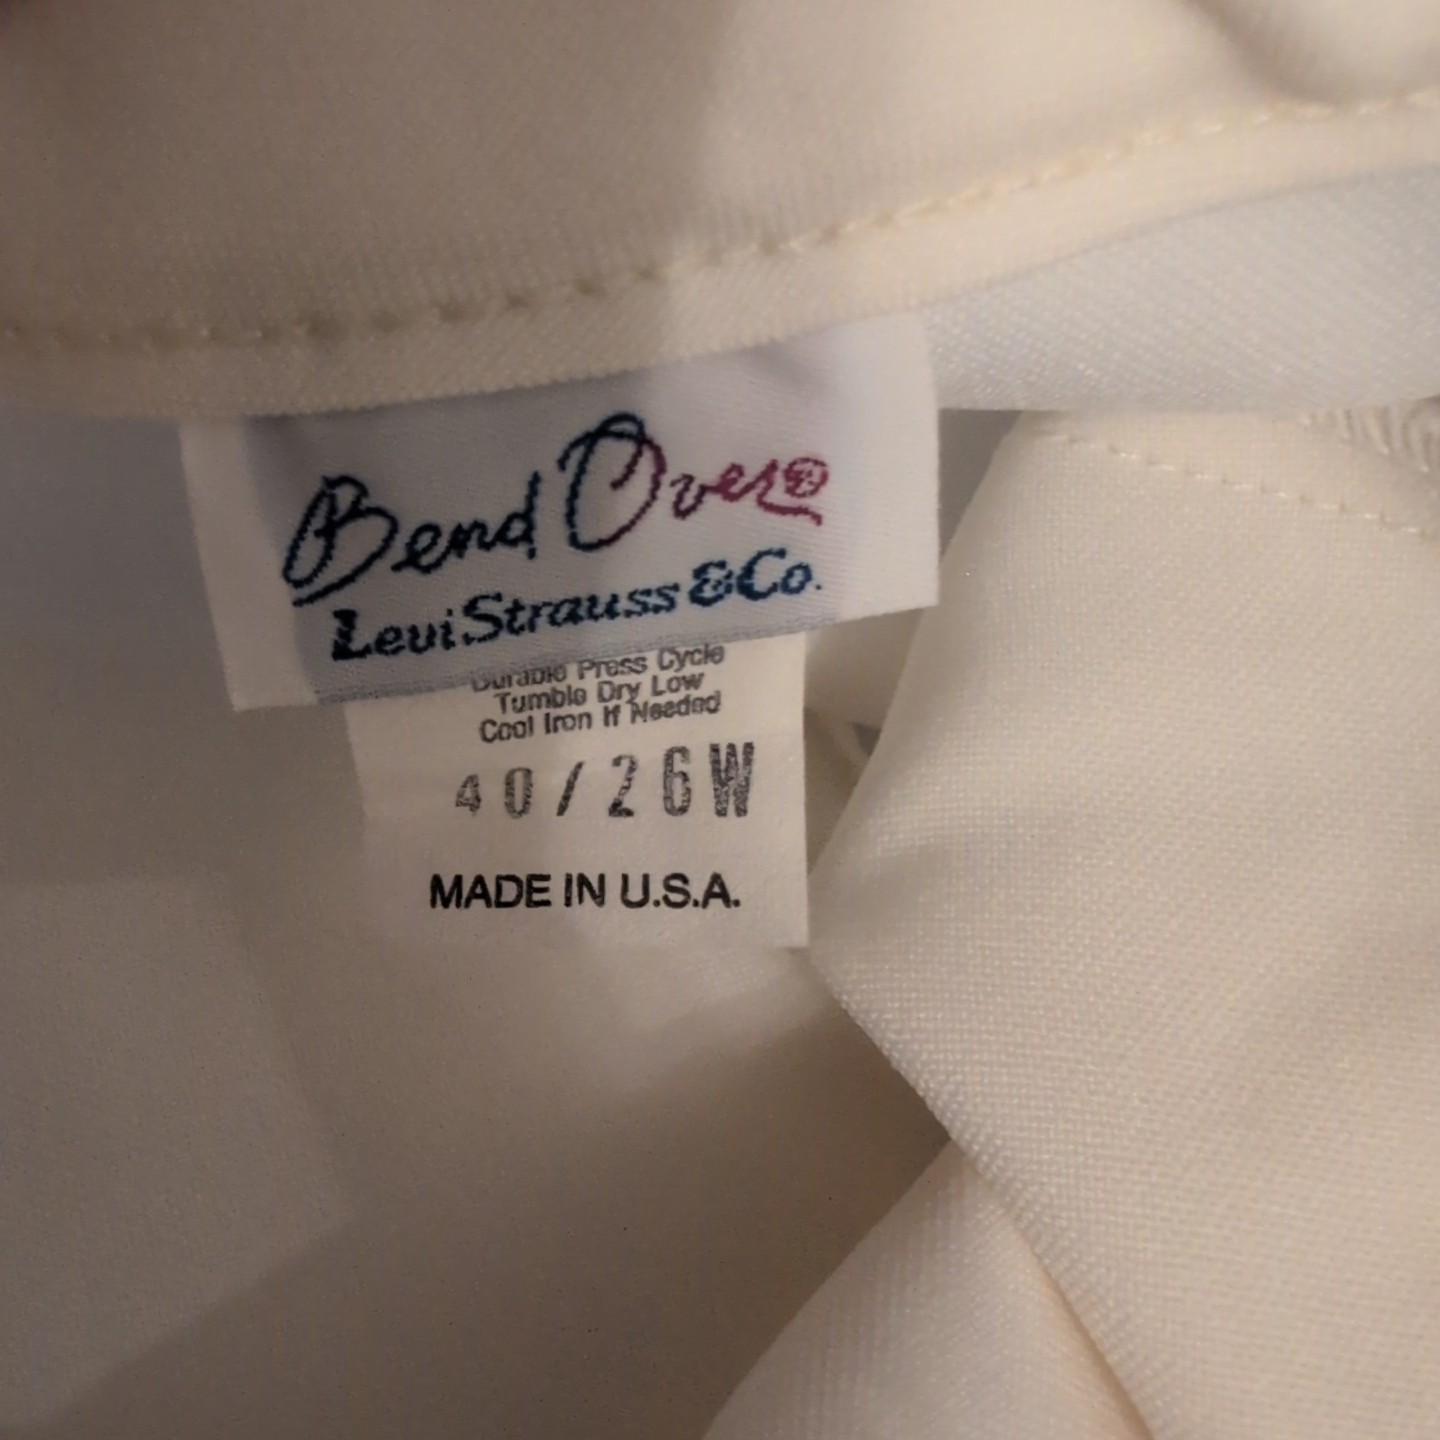 Bend Over®
Levi Strauss & Co.
Durable Press Cycle
Tumble Dry Low
Cool Iron If Needed
40/26W
MADE IN U.S.A.